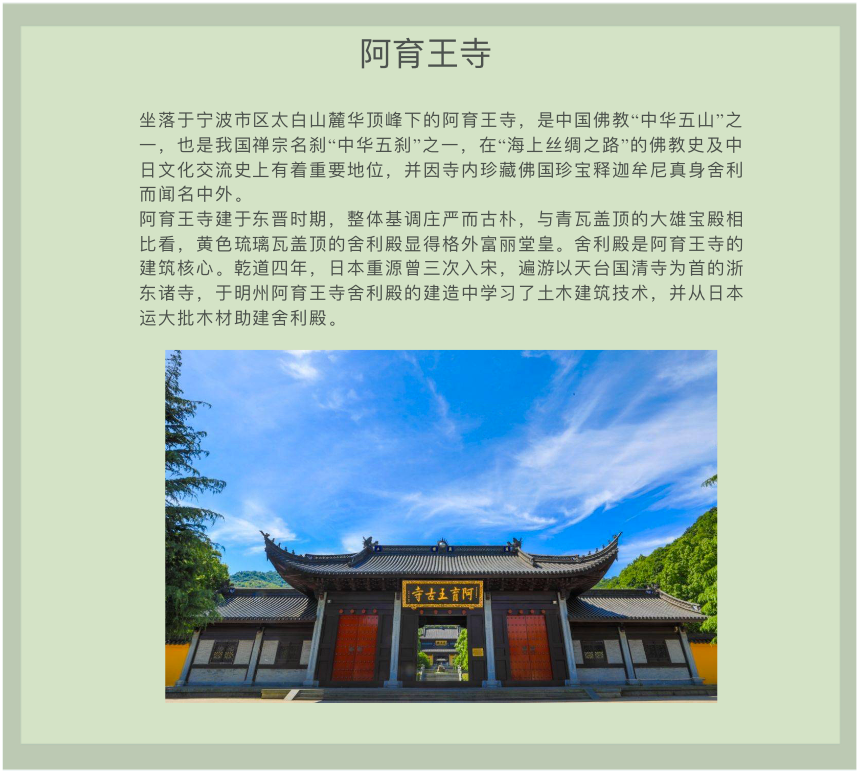 阿育王寺
坐落于宁波市区太白山麓华顶峰下的阿育王寺，是中国佛教“中华五山”之
一，也是我国禅宗名刹“中华五刹”之一，在“海上丝绸之路”的佛教史及中
日文化交流史上有着重要地位，并因寺内珍藏佛国珍宝释迦牟尼真身舍利
而闻名中外。
阿育王寺建于东晋时期，整体基调庄严而古朴，与青瓦盖顶的大雄宝殿相
比看，黄色琉璃瓦盖顶的舍利殿显得格外富丽堂皇。舍利殿是阿育王寺的
建筑核心。乾道四年，日本重源曾三次入宋，遍游以天台国清寺为首的浙
东诸寺，于明州阿育王寺舍利殿的建造中学习了土木建筑技术，并从日本
运大批木材助建舍利殿。
阿育王古寺